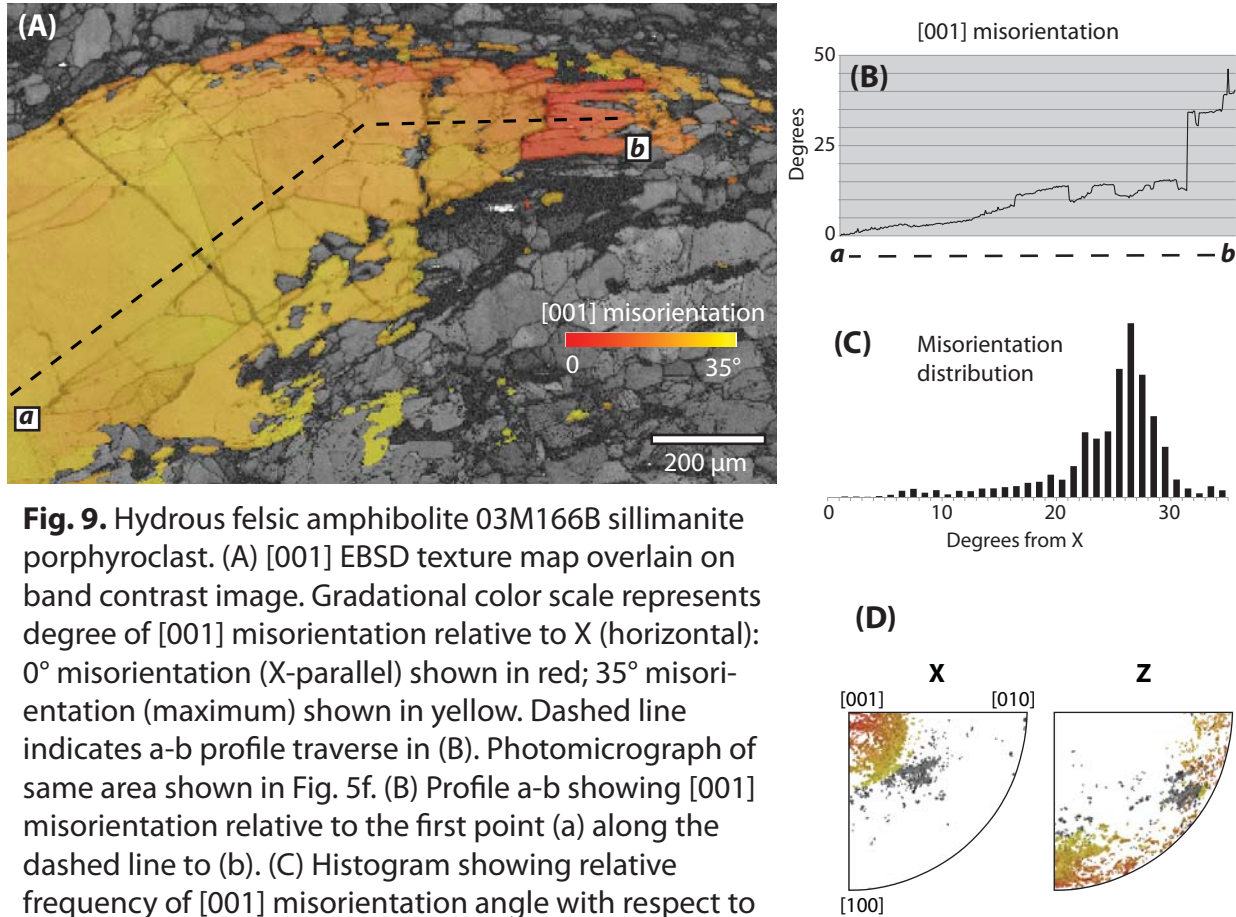 (A)
[001] misorientation
0
35°
200 µm
a
b
[001] misorientation
(B)
Degrees
50
25
0
a
b
(C)
Misorientation
distribution
0
10
20
30
Degrees from X
Fig. 9. Hydrous felsic amphibolite 03M166B sillimanite
porphyroclast. (A) [001] EBSD texture map overlain on
band contrast image. Gradational color scale represents
degree of [001] misorientation relative to X (horizontal):
0° misorientation (X-parallel) shown in red; 35° misori-
entation (maximum) shown in yellow. Dashed line
indicates a-b profile traverse in (B). Photomicrograph of
same area shown in Fig. 5f. (B) Profile a-b showing [001]
misorientation relative to the first point (a) along the
dashed line to (b). (C) Histogram showing relative
frequency of [001] misorientation angle with respect to
(D)
X
Z
[001]
[010]
[100]